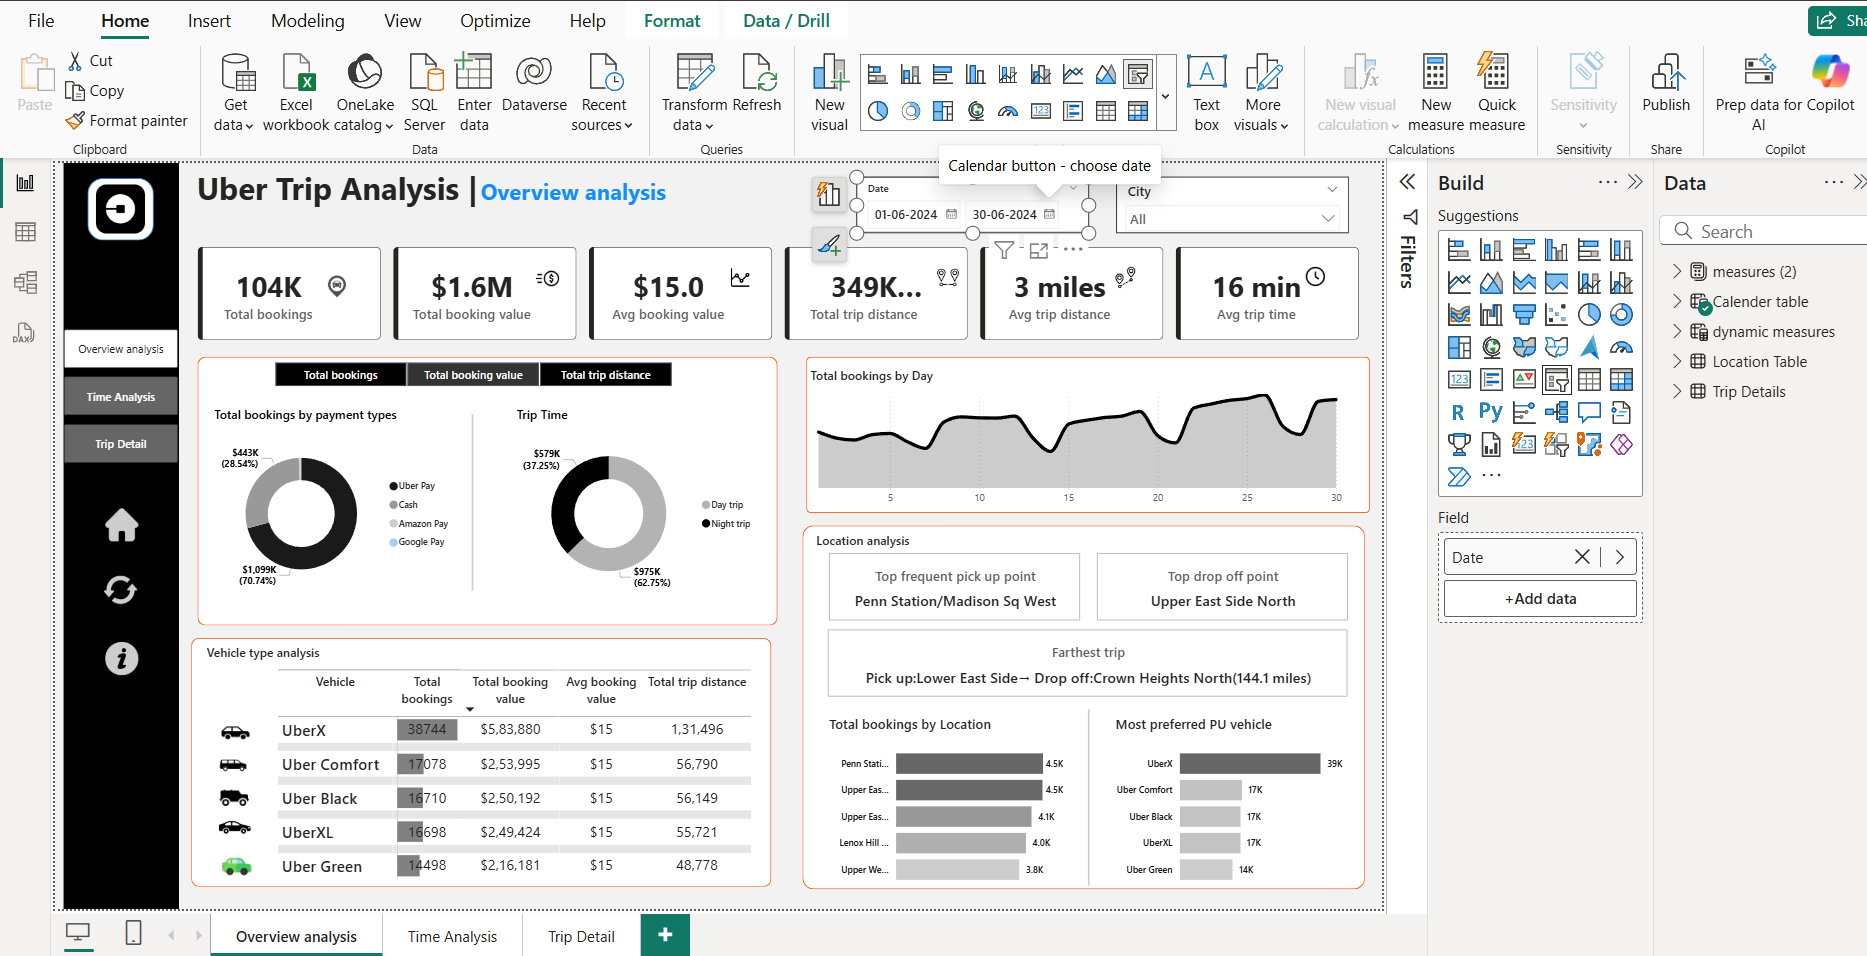 File Home Insert Modeling View Optimize Help Format Data / Drill
Paste
Cut
Copy
Format painter
Clipboard
Get data
Excel workbook
OneLake catalog
SQL Server
Enter data
Dataverse
Recent sources
Data
Transform data
Refresh
Queries
New visual
Text box
More visuals
New visual calculation
New measure
Quick measure
Calculations
Sensitivity
Sensitivity
Publish
Share
Prep data for AI
Copilot
Copilot
Calendar button - choose date
Uber Trip Analysis | Overview analysis
Date
01-06-2024 30-06-2024
City
All
Overview analysis
Time Analysis
Trip Detail
104K
Total bookings
$1.6M
Total booking value
$15.0
Avg booking value
349K...
Total trip distance
3 miles
Avg trip distance
16 min
Avg trip time
Total bookings Total booking value Total trip distance
Total bookings by payment types
$443K
(28.54%)
$1,099K
(70.74%)
Uber Pay
Cash
Amazon Pay
Google Pay
Trip Time
$579K
(37.25%)
$975K
(62.75%)
Day trip
Night trip
Total bookings by Day
5 10 15 20 25 30
Vehicle type analysis
Vehicle Total bookings Total booking value Avg booking value Total trip distance
UberX 38744 $5,83,880 $15 1,31,496
Uber Comfort 17078 $2,53,995 $15 56,790
Uber Black 16710 $2,50,192 $15 56,149
UberXL 16698 $2,49,424 $15 55,721
Uber Green 14498 $2,16,181 $15 48,778
Location analysis
Top frequent pick up point
Penn Station/Madison Sq West
Top drop off point
Upper East Side North
Farthest trip
Pick up:Lower East Side→ Drop off:Crown Heights North(144.1 miles)
Total bookings by Location
Penn Stati... 4.5K
Upper Eas... 4.5K
Upper Eas... 4.1K
Lenox Hill ... 4.0K
Upper We... 3.8K
Most preferred PU vehicle
UberX 39K
Uber Comfort 17K
Uber Black 17K
UberXL 17K
Uber Green 14K
Filters
Build
Suggestions
123
R Py
123
Field
Date
+Add data
Data
Search
measures (2)
Calender table
dynamic measures
Location Table
Trip Details
Overview analysis Time Analysis Trip Detail